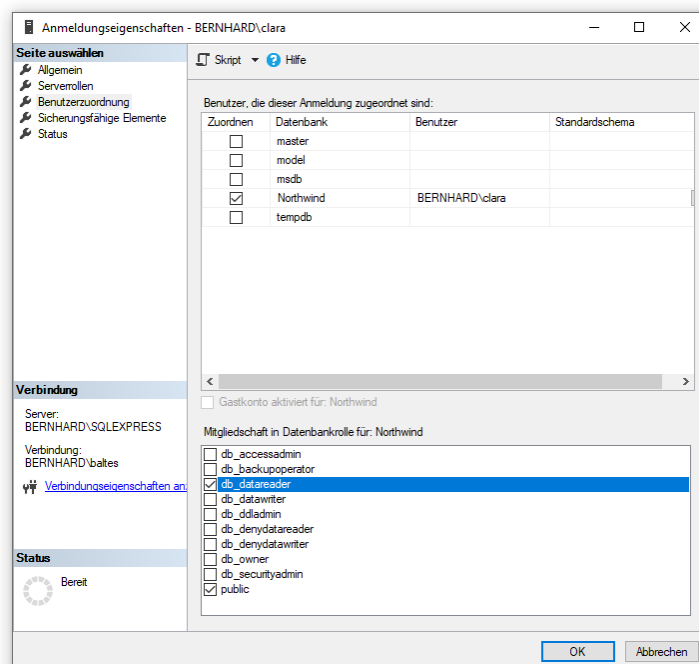 Anmeldungseigenschaften - BERNHARD\clara
Seite auswählen
Allgemein
Serverrollen
Benutzerzuordnung
Sicherungsfähige Elemente
Status
Skript
Hilfe
Benutzer, die dieser Anmeldung zugeordnet sind:
Zuordnen Datenbank Benutzer Standardschema
master
model
msdb
Northwind BERNHARD\clara
tempdb
Gastkonto aktiviert für: Northwind
Mitgliedschaft in Datenbankrolle für: Northwind
db_accessadmin
db_backupoperator
db_datareader
db_datawriter
db_ddladmin
db_denydatareader
db_denydatawriter
db_owner
db_securityadmin
public
Verbindung
Server:
BERNHARD\SQLEXPRESS
Verbindung:
BERNHARD\baltes
Verbindungseigenschaften an
Status
Bereit
OK Abbrechen